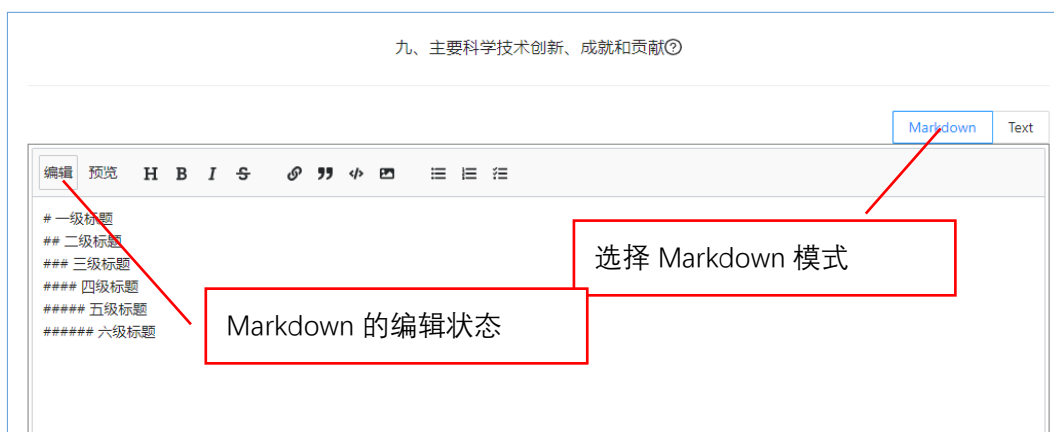 九、主要科学技术创新、成就和贡献?
Markdown Text
编辑 预览 H B I S
# 一级标题
## 二级标题
### 三级标题
#### 四级标题
##### 五级标题
###### 六级标题
选择 Markdown 模式
Markdown 的编辑状态